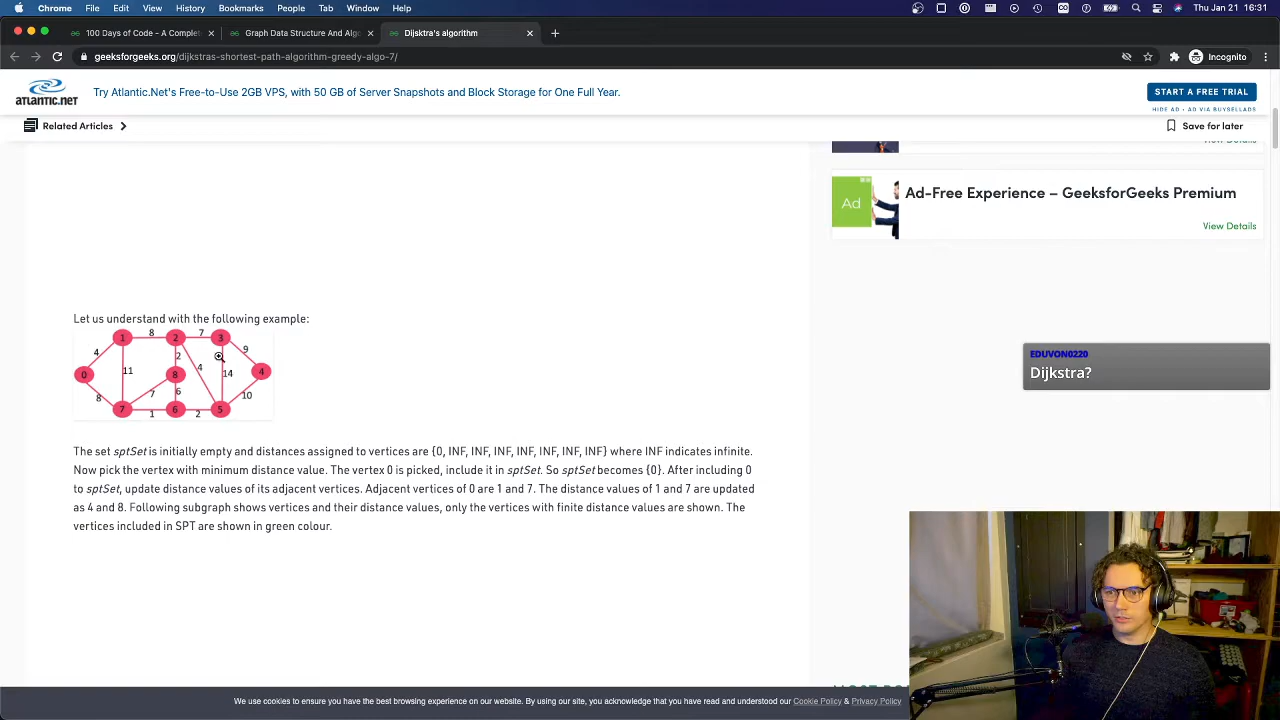 Chrome File Edit View History Bookmarks People Tab Window Help Thu Jan 21 16:31
100 Days of Code - A Complet Graph Data Structure And Algo Dijsktra's algorithm
geeksforgeeks.org/dijkstras-shortest-path-algorithm-greedy-algo-7/ Incognito
ATLANTIC.NET
Try Atlantic.Net's Free-to-Use 2GB VPS, with 50 GB of Server Snapshots and Block Storage for One Full Year.
START A FREE TRIAL
HIDE AD • AD VIA BUYSELLADS
Related Articles Save for later
View Details
Ad
Ad-Free Experience – GeeksforGeeks Premium
View Details
Let us understand with the following example:
8 7
1 2 3
4 2 9
11 4 14
0 8 4
8 7 6 10
7 6 5
1 2
EDUVON0220
Dijkstra?
The set sptSet is initially empty and distances assigned to vertices are {0, INF, INF, INF, INF, INF, INF, INF} where INF indicates infinite.
Now pick the vertex with minimum distance value. The vertex 0 is picked, include it in sptSet. So sptSet becomes {0}. After including 0
to sptSet, update distance values of its adjacent vertices. Adjacent vertices of 0 are 1 and 7. The distance values of 1 and 7 are updated
as 4 and 8. Following subgraph shows vertices and their distance values, only the vertices with finite distance values are shown. The
vertices included in SPT are shown in green colour.
We use cookies to ensure you have the best browsing experience on our website. By using our site, you acknowledge that you have read and understood our Cookie Policy & Privacy Policy